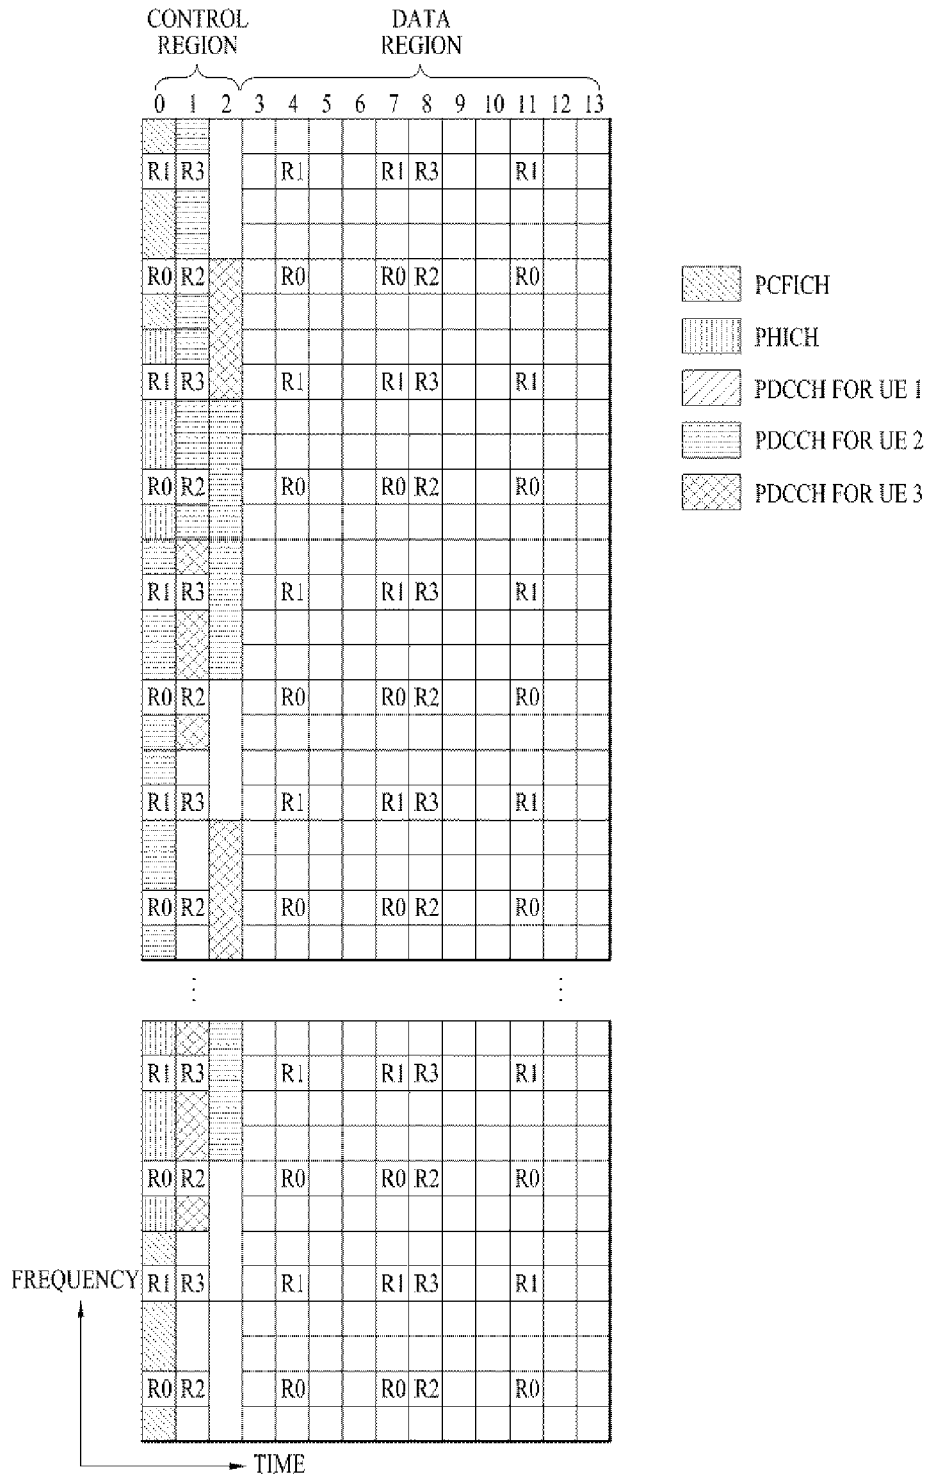 CONTROL REGION
DATA REGION
0 1 2 3 4 5 6 7 8 9 10 11 12 13
R1 R3 R1 R1 R3 R1
R0 R2 R0 R0 R2 R0
R1 R3 R1 R1 R3 R1
R0 R2 R0 R0 R2 R0
R1 R3 R1 R1 R3 R1
R0 R2 R0 R0 R2 R0
R1 R3 R1 R1 R3 R1
R0 R2 R0 R0 R2 R0
R1 R3 R1 R1 R3 R1
R0 R2 R0 R0 R2 R0
R1 R3 R1 R1 R3 R1
R0 R2 R0 R0 R2 R0
PCFICH
PHICH
PDCCH FOR UE 1
PDCCH FOR UE 2
PDCCH FOR UE 3
FREQUENCY
TIME